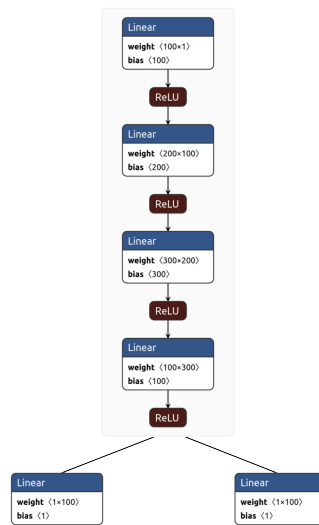 Linear
weight 〈100×1〉
bias 〈100〉
ReLU
Linear
weight 〈200×100〉
bias 〈200〉
ReLU
Linear
weight 〈300×200〉
bias 〈300〉
ReLU
Linear
weight 〈100×300〉
bias 〈100〉
ReLU
Linear
weight 〈1×100〉
bias 〈1〉
Linear
weight 〈1×100〉
bias 〈1〉